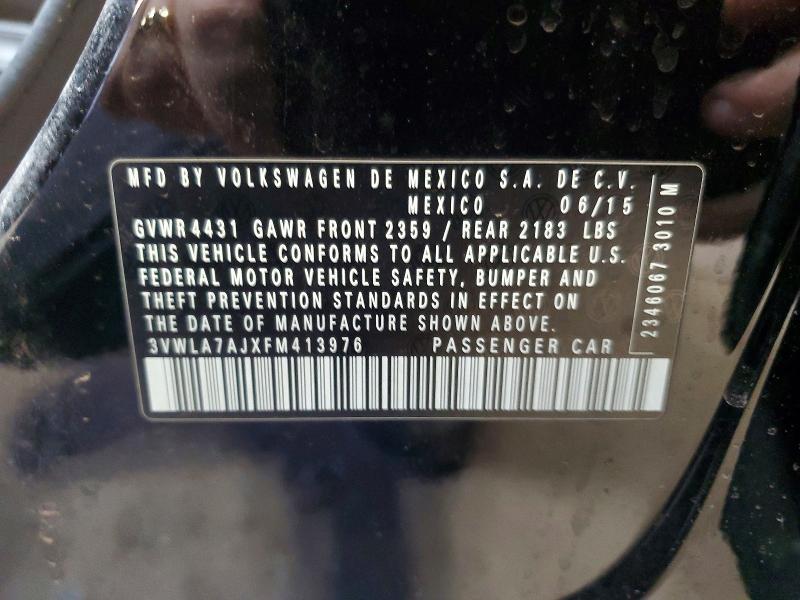 MFD BY VOLKSWAGEN DE MEXICO S.A. DE C.V.
MEXICO 06/15
GVWR 4431 GAWR FRONT 2359 / REAR 2183 LBS
THIS VEHICLE CONFORMS TO ALL APPLICABLE U.S.
FEDERAL MOTOR VEHICLE SAFETY, BUMPER AND
THEFT PREVENTION STANDARDS IN EFFECT ON
THE DATE OF MANUFACTURE SHOWN ABOVE.
3VWLA7AJXFM413976 PASSENGER CAR
2346067 3010 M